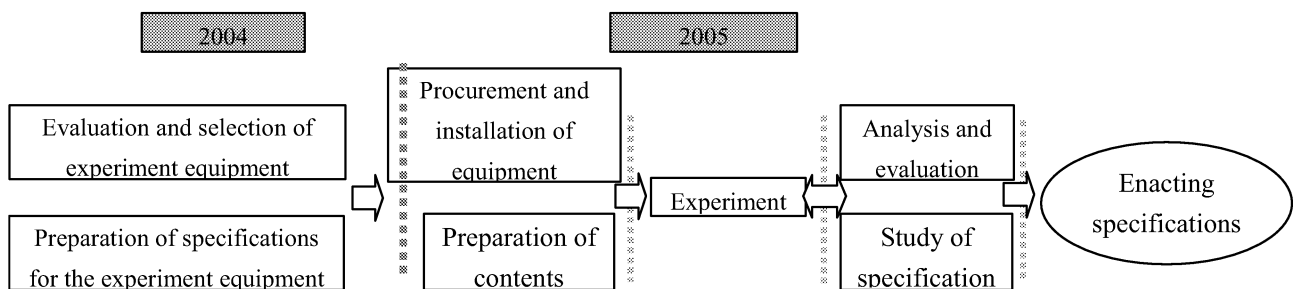 2004
2005
Evaluation and selection of
experiment equipment
Preparation of specifications
for the experiment equipment
Procurement and
installation of
equipment
Preparation of
contents
Experiment
Analysis and
evaluation
Study of
specification
Enacting
specifications